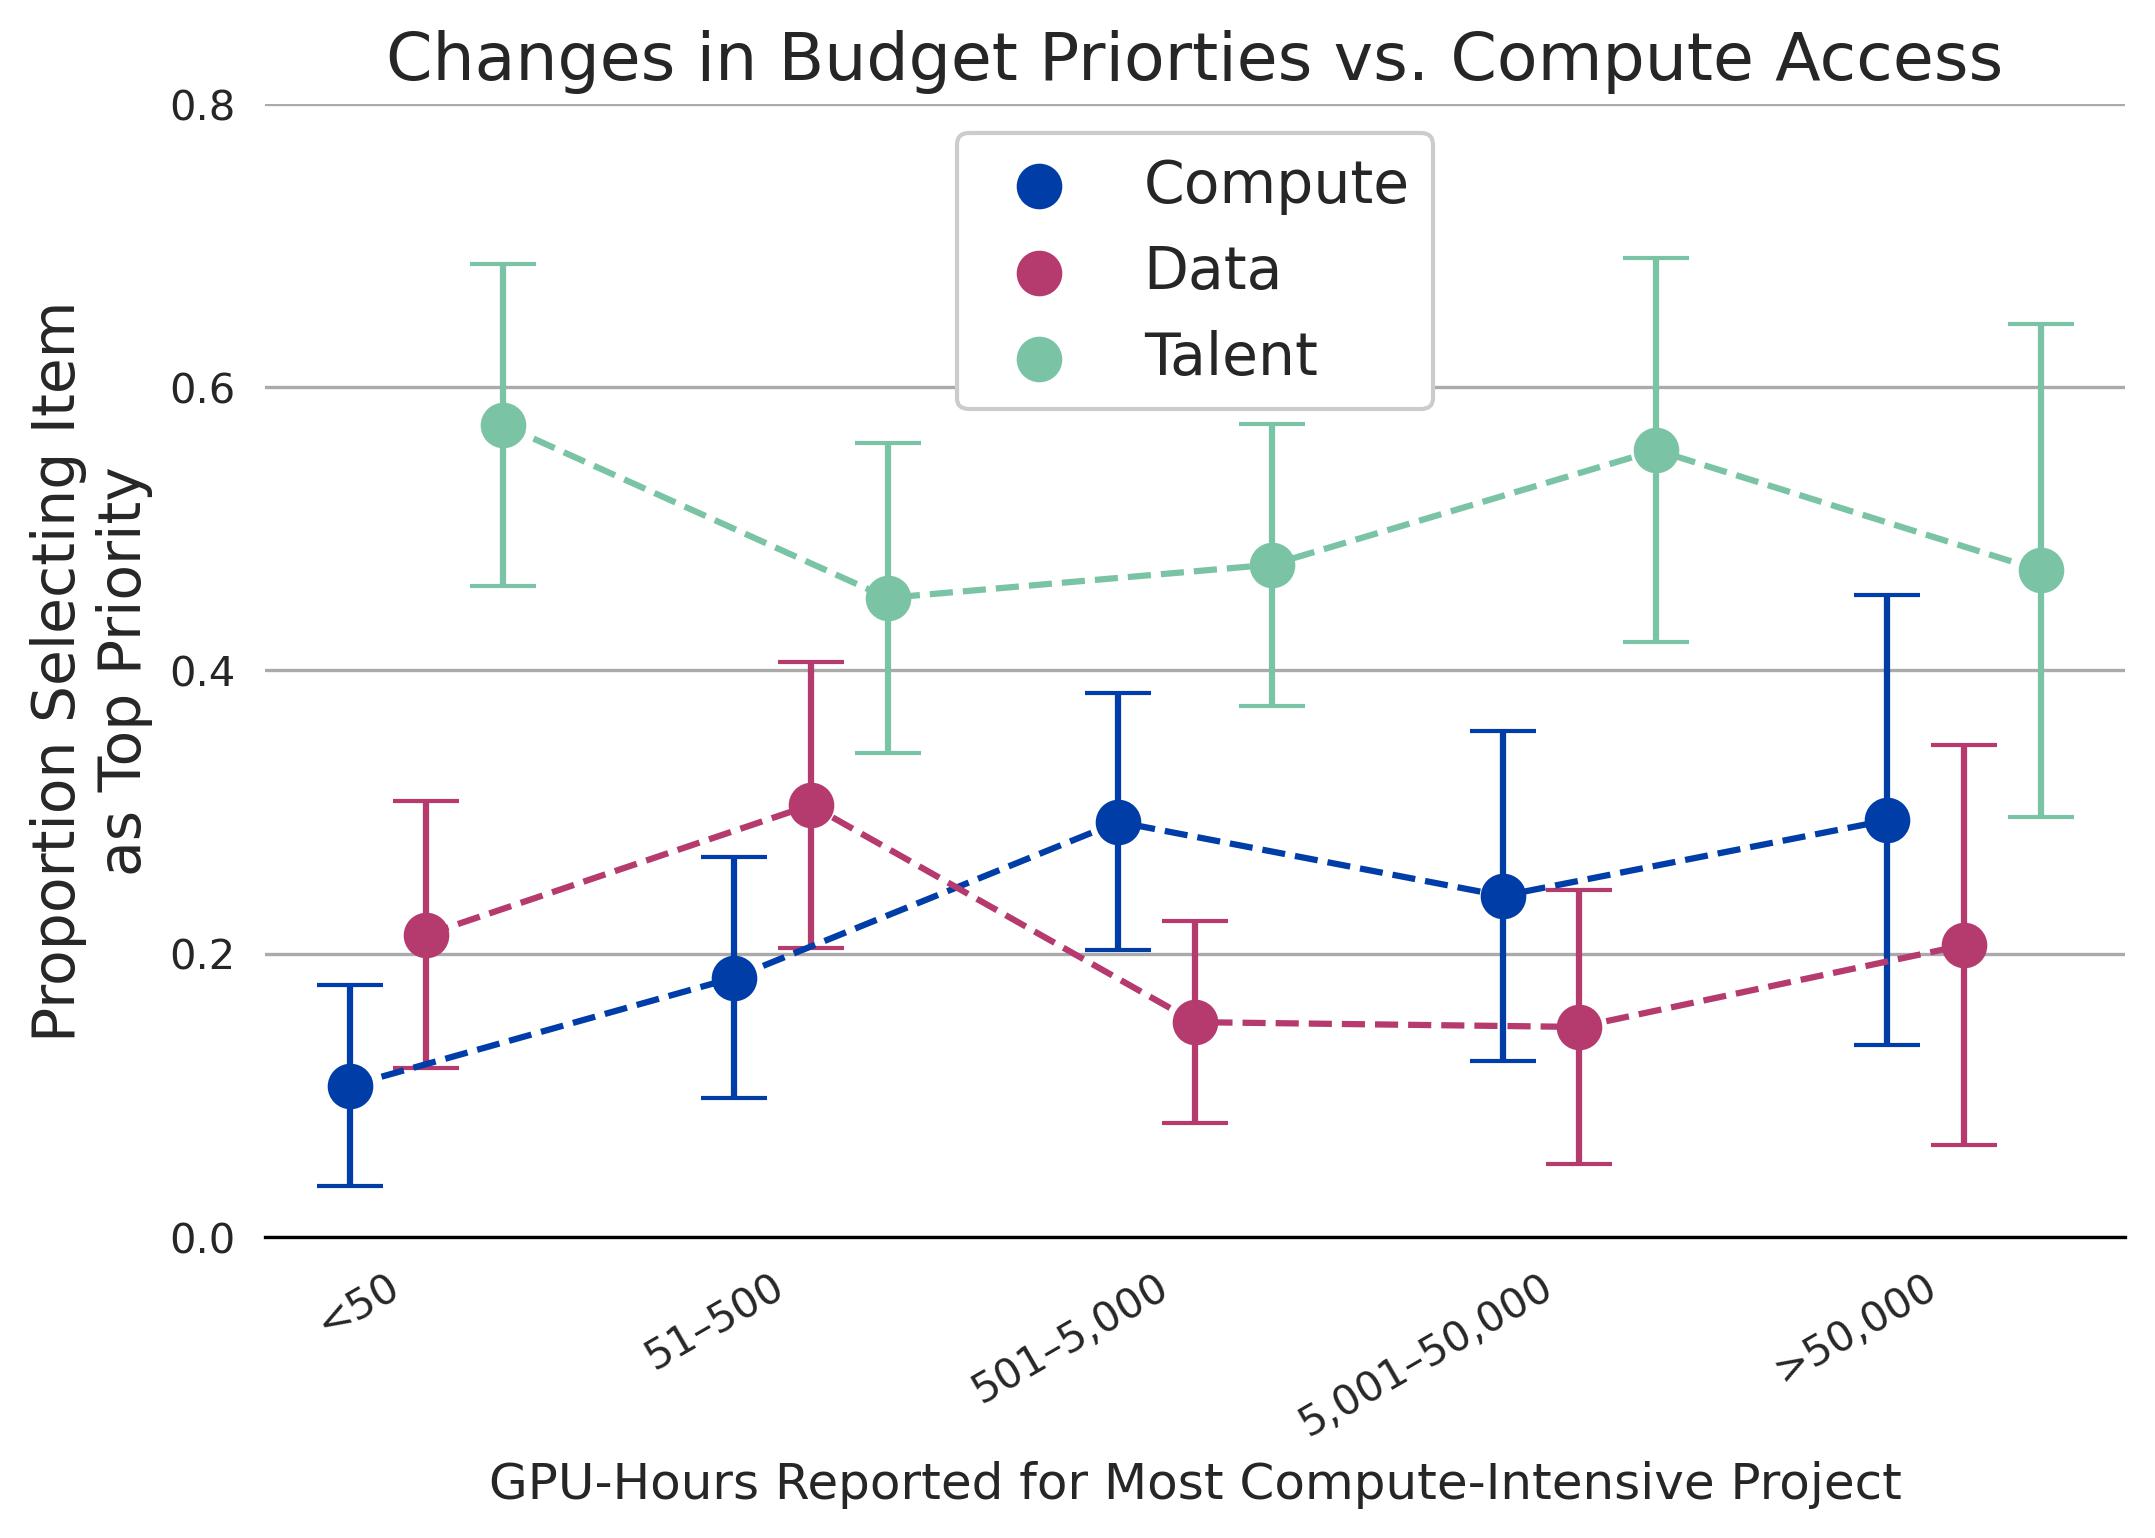 Changes in Budget Priorties vs. Compute Access
Proportion Selecting Item
as Top Priority
0.8
0.6
0.4
0.2
0.0
Compute
Data
Talent
<50
51–500
501–5,000
5,001–50,000
>50,000
GPU-Hours Reported for Most Compute-Intensive Project